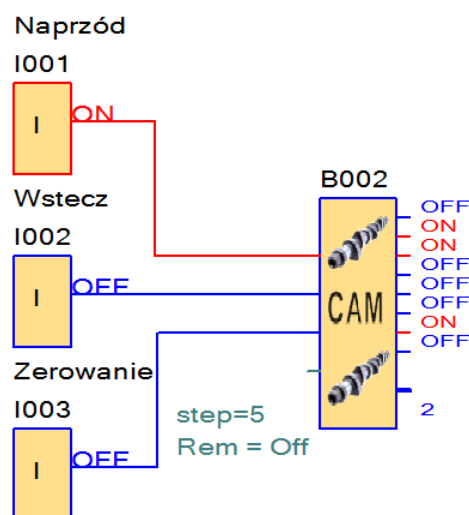 Naprzód
I001
I
ON
Wstecz
I002
I
OFF
Zerowanie
I003
I
OFF
B002
CAM
OFF
ON
ON
OFF
OFF
OFF
ON
OFF
2
step=5
Rem = Off